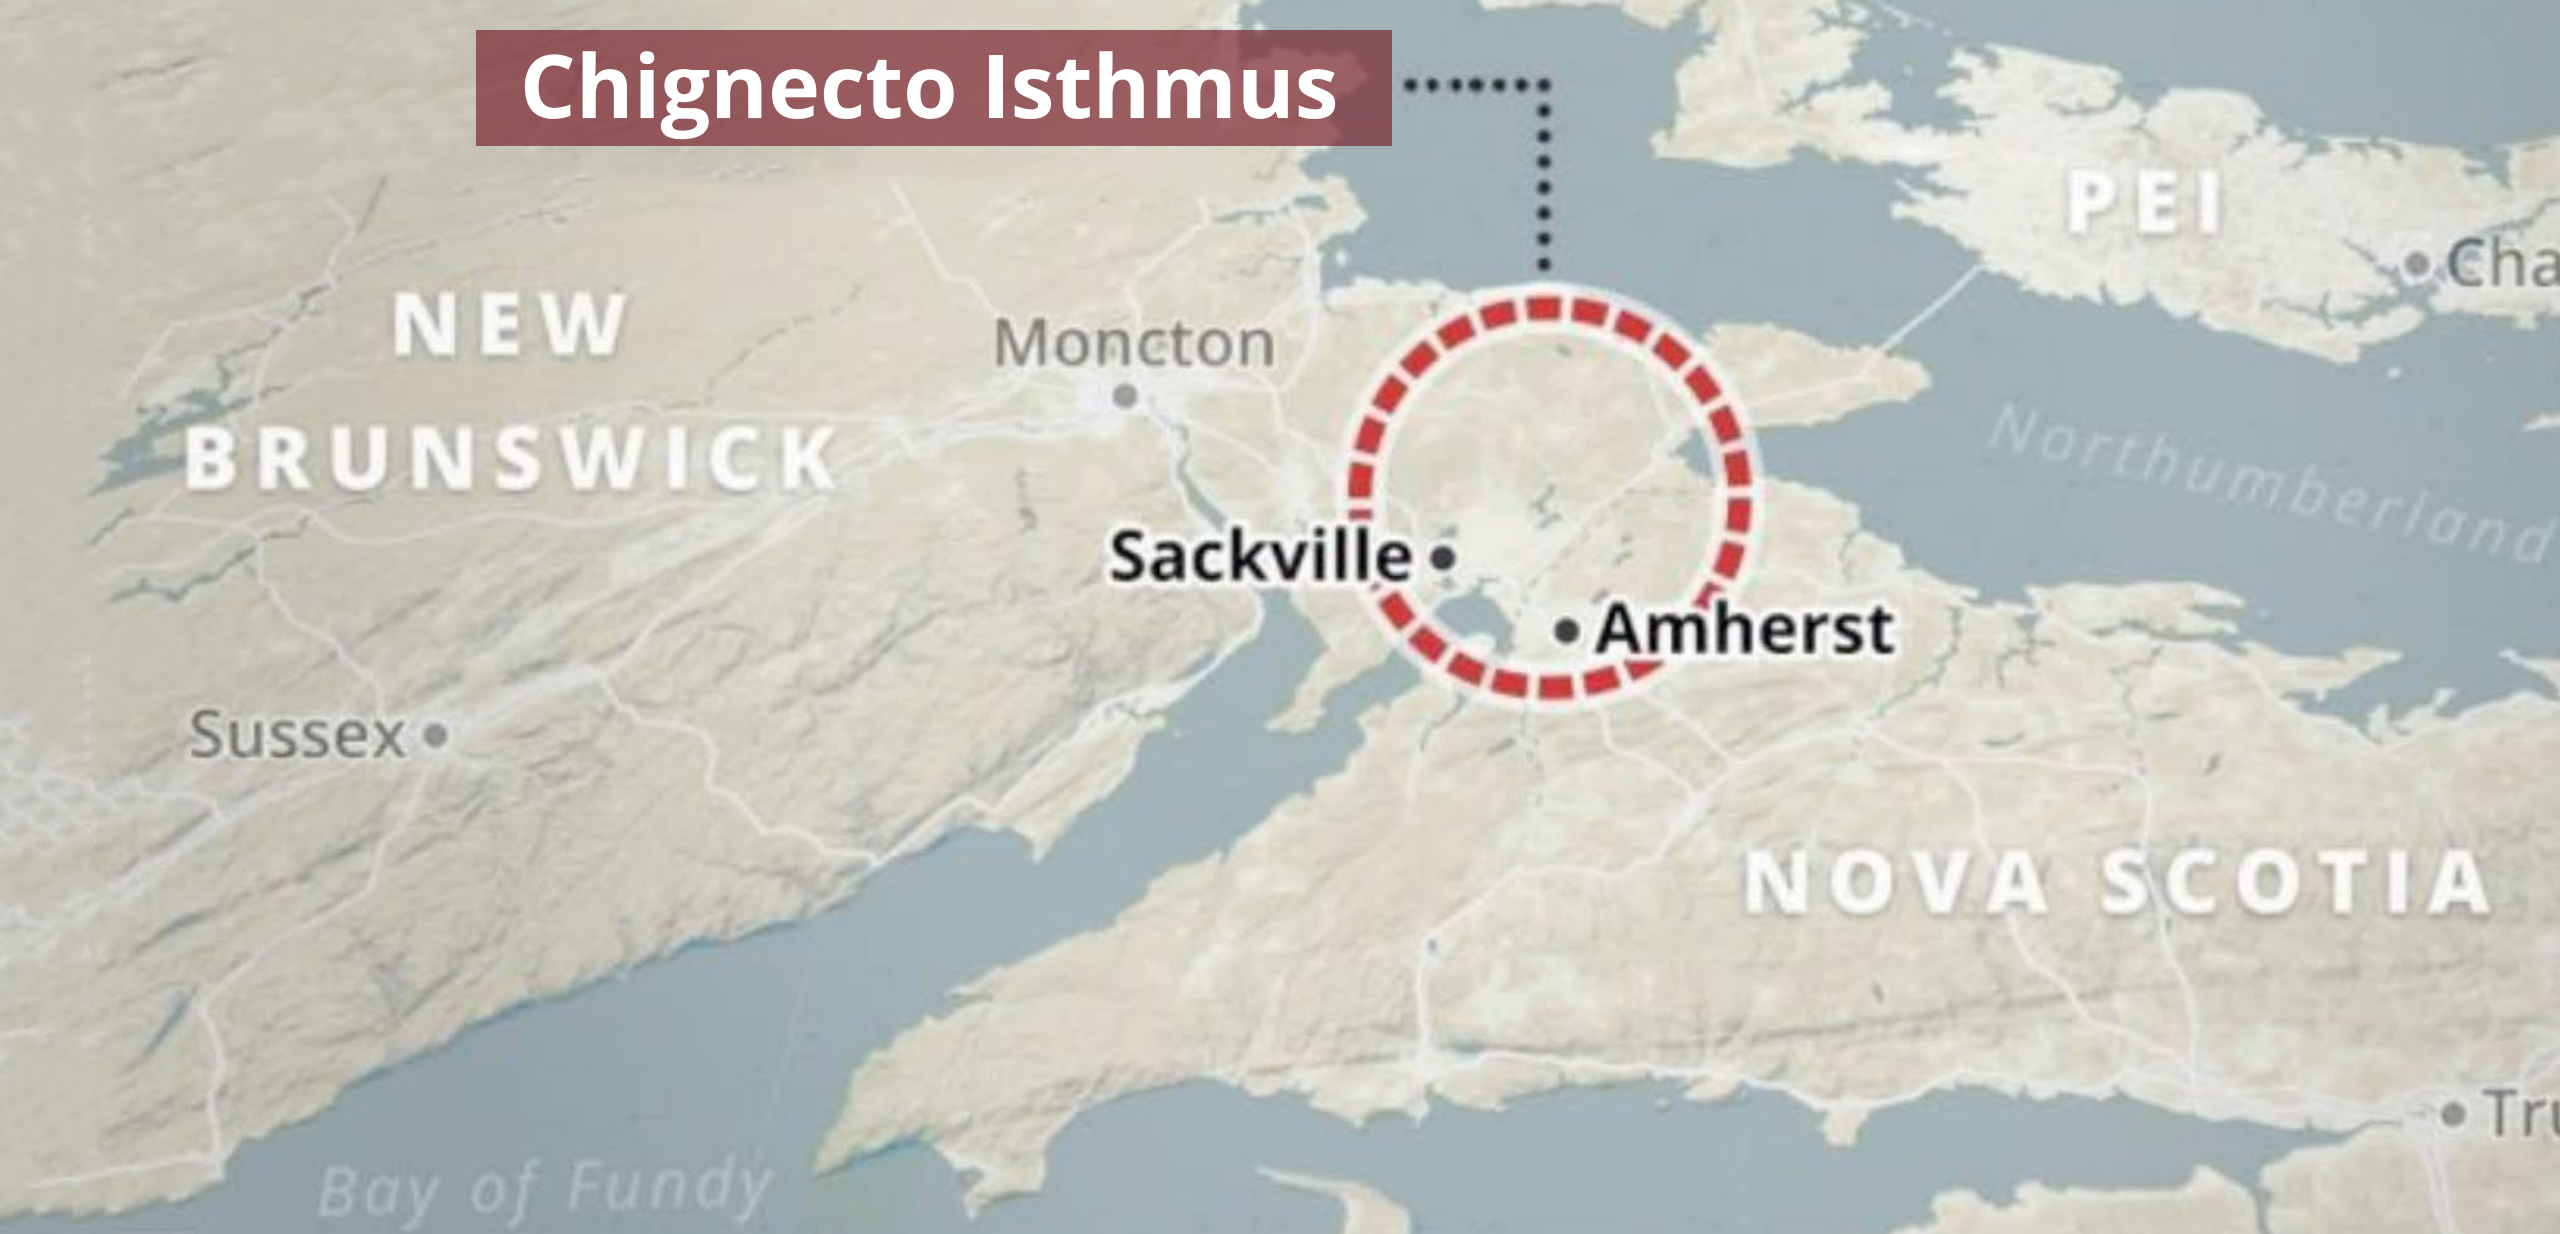 Chignecto Isthmus
PEI
Cha
NEW
BRUNSWICK
Moncton
Northumberland
Sackville
Amherst
Sussex
NOVA SCOTIA
Tru
Bay of Fundy